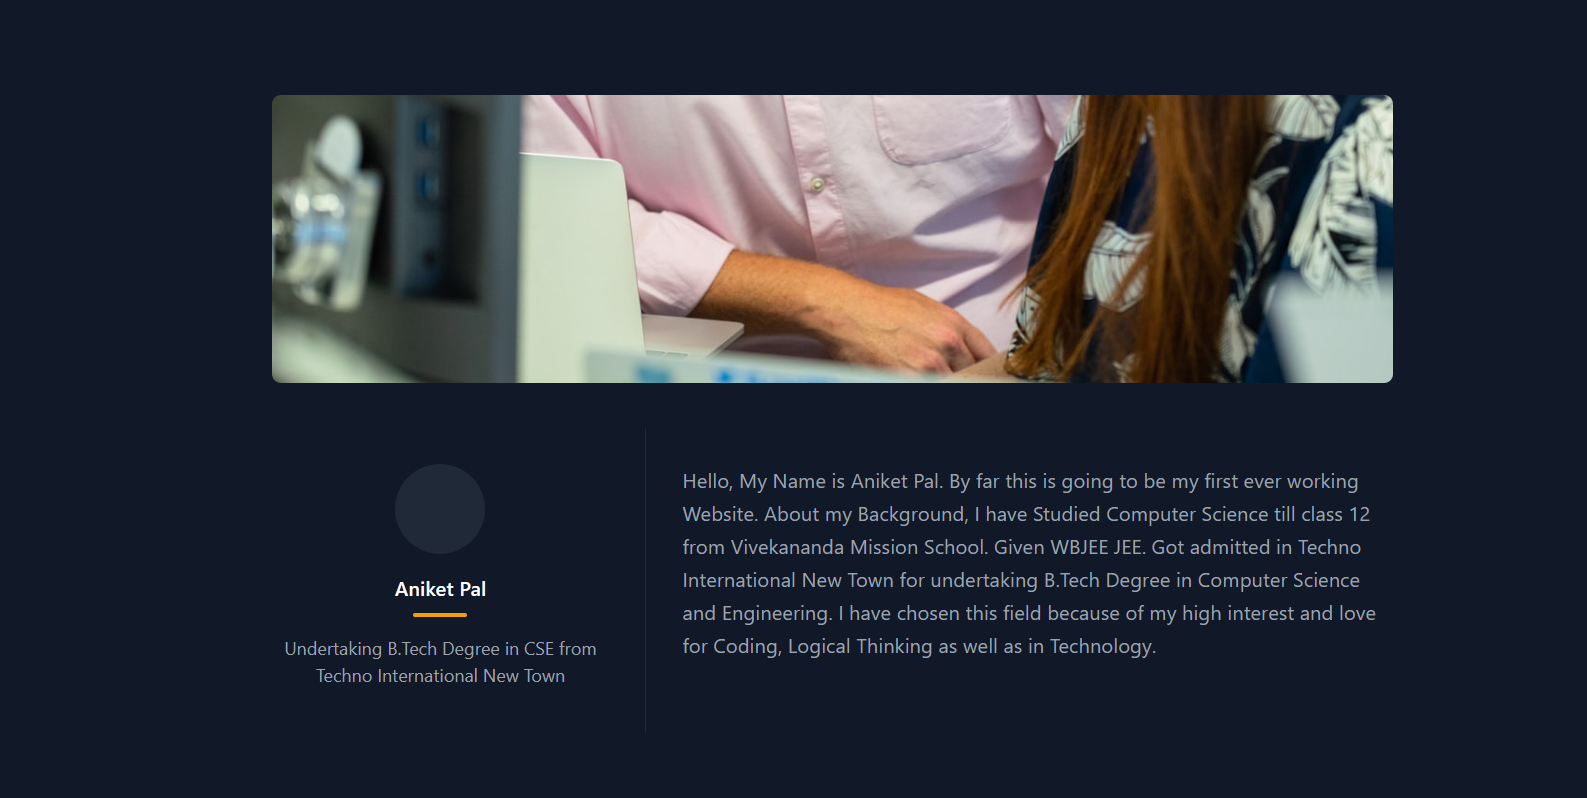 Aniket Pal
Undertaking B.Tech Degree in CSE from
Techno International New Town
Hello, My Name is Aniket Pal. By far this is going to be my first ever working
Website. About my Background, I have Studied Computer Science till class 12
from Vivekananda Mission School. Given WBJEE JEE. Got admitted in Techno
International New Town for undertaking B.Tech Degree in Computer Science
and Engineering. I have chosen this field because of my high interest and love
for Coding, Logical Thinking as well as in Technology.